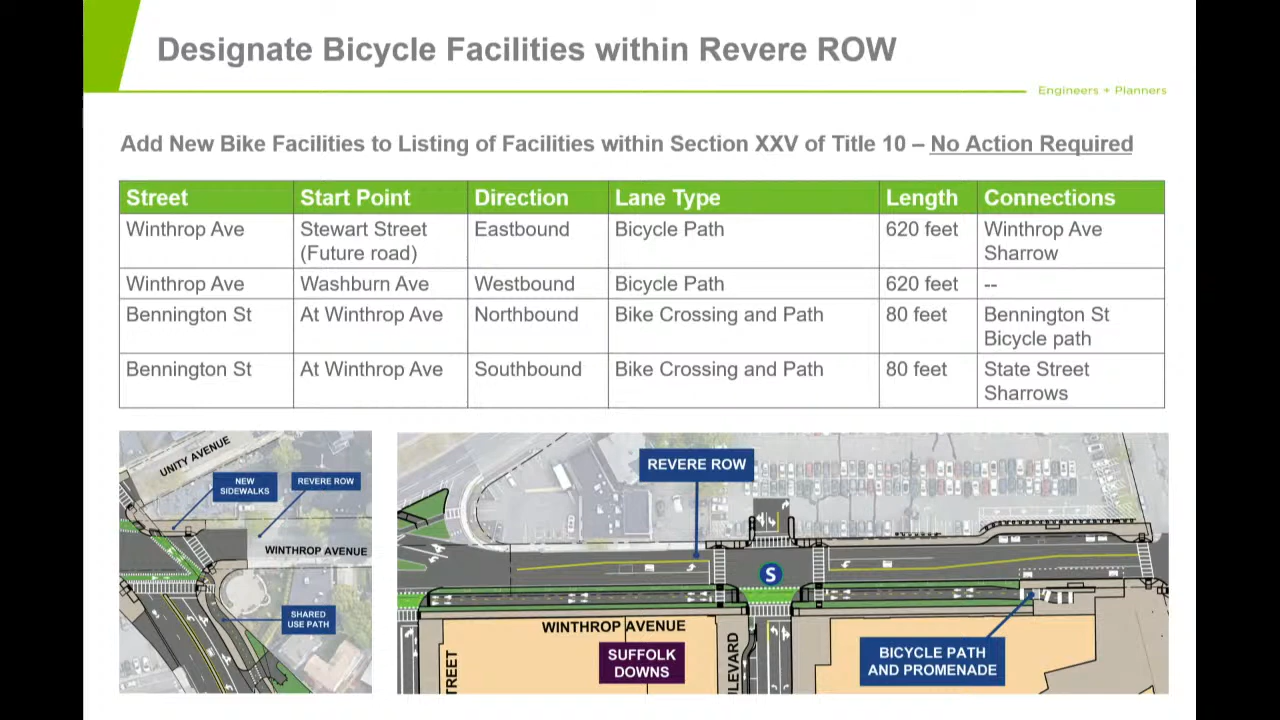 Designate Bicycle Facilities within Revere ROW
Engineers + Planners
Add New Bike Facilities to Listing of Facilities within Section XXV of Title 10 – No Action Required
Street Start Point Direction Lane Type Length Connections
Winthrop Ave Stewart Street Eastbound Bicycle Path 620 feet Winthrop Ave
(Future road) Sharrow
Winthrop Ave Washburn Ave Westbound Bicycle Path 620 feet --
Bennington St At Winthrop Ave Northbound Bike Crossing and Path 80 feet Bennington St
Bicycle path
Bennington St At Winthrop Ave Southbound Bike Crossing and Path 80 feet State Street
Sharrows
UNITY AVENUE
NEW
SIDEWALKS
REVERE ROW
WINTHROP AVENUE
SHARED
USE PATH
REVERE ROW
S
WINTHROP AVENUE
SUFFOLK
DOWNS
TREET
ULEVARD
BICYCLE PATH
AND PROMENADE